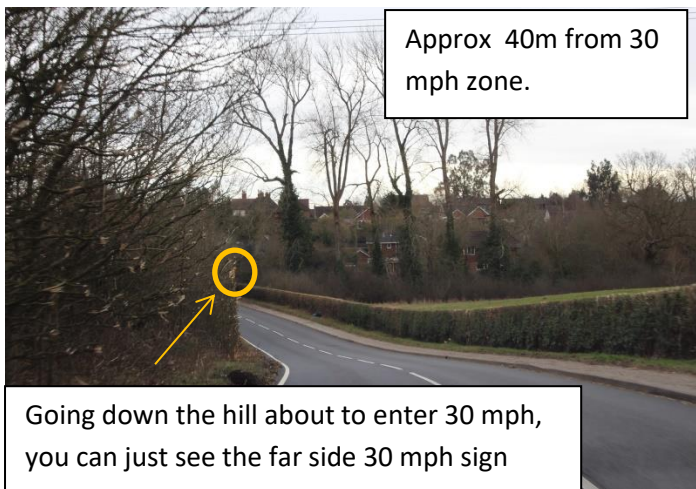 Approx  40m from 30
mph zone.
Going down the hill about to enter 30 mph,
you can just see the far side 30 mph sign